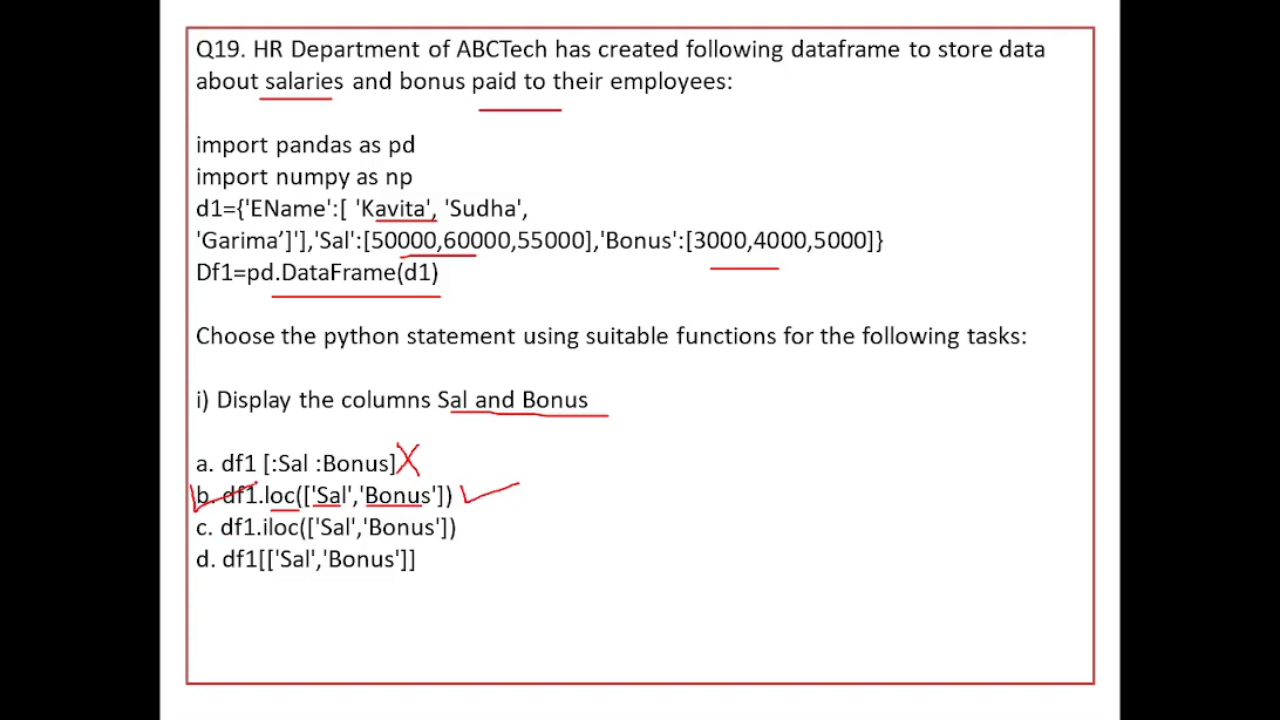 Q19. HR Department of ABCTech has created following dataframe to store data
about salaries and bonus paid to their employees:
import pandas as pd
import numpy as np
d1={'EName':[ 'Kavita', 'Sudha',
'Garima’]'],'Sal':[50000,60000,55000],'Bonus':[3000,4000,5000]}
Df1=pd.DataFrame(d1)
Choose the python statement using suitable functions for the following tasks:
i) Display the columns Sal and Bonus
a. df1 [:Sal :Bonus]
b. df1.loc(['Sal','Bonus'])
c. df1.iloc(['Sal','Bonus'])
d. df1[['Sal','Bonus']]